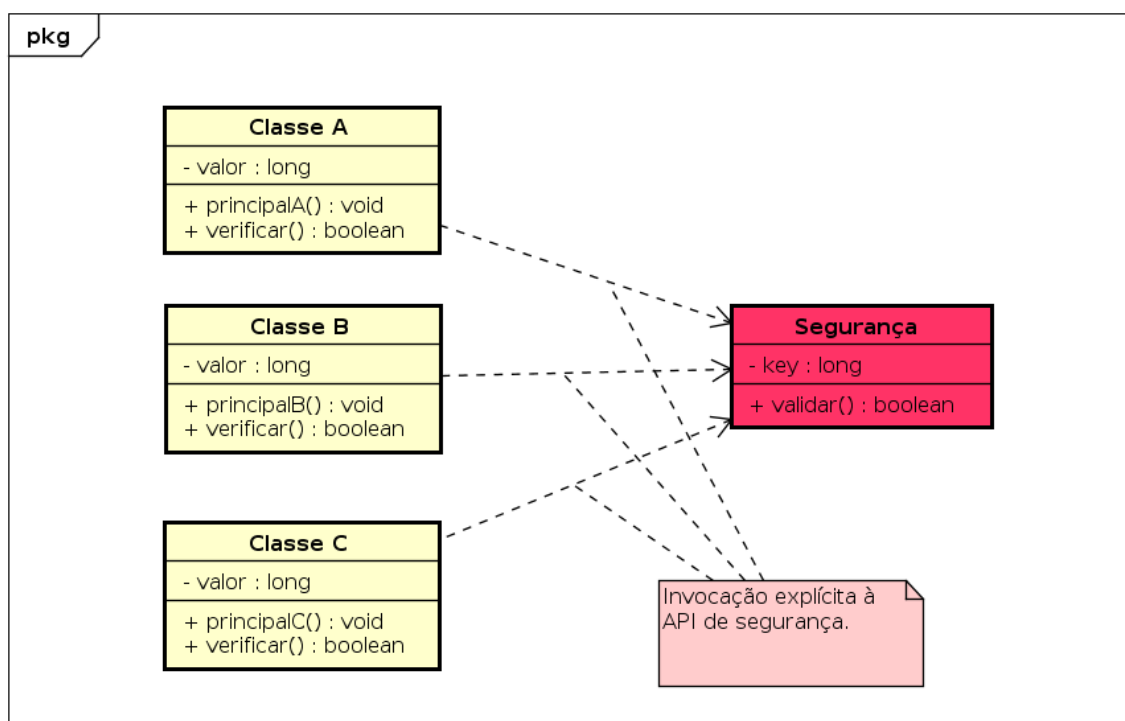 pkg
Classe A
- valor : long
+ principalA() : void
+ verificar() : boolean
Classe B
- valor : long
+ principalB() : void
+ verificar() : boolean
Classe C
- valor : long
+ principalC() : void
+ verificar() : boolean
Segurança
- key : long
+ validar() : boolean
Invocação explícita à
API de segurança.